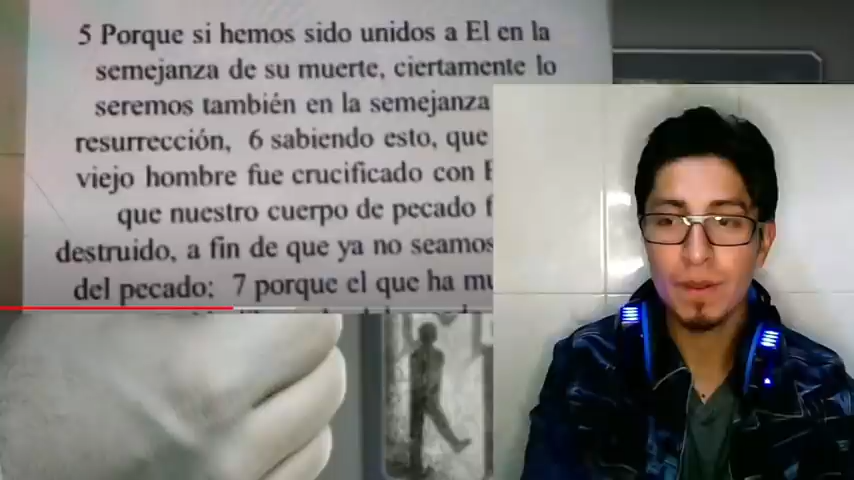 5 Porque si hemos sido unidos a El en la
semejanza de su muerte, ciertamente lo
seremos también en la semejanza
resurrección, 6 sabiendo esto, que
viejo hombre fue crucificado con
que nuestro cuerpo de pecado
destruido, a fin de que ya no seamos
del pecado; 7 porque el que ha